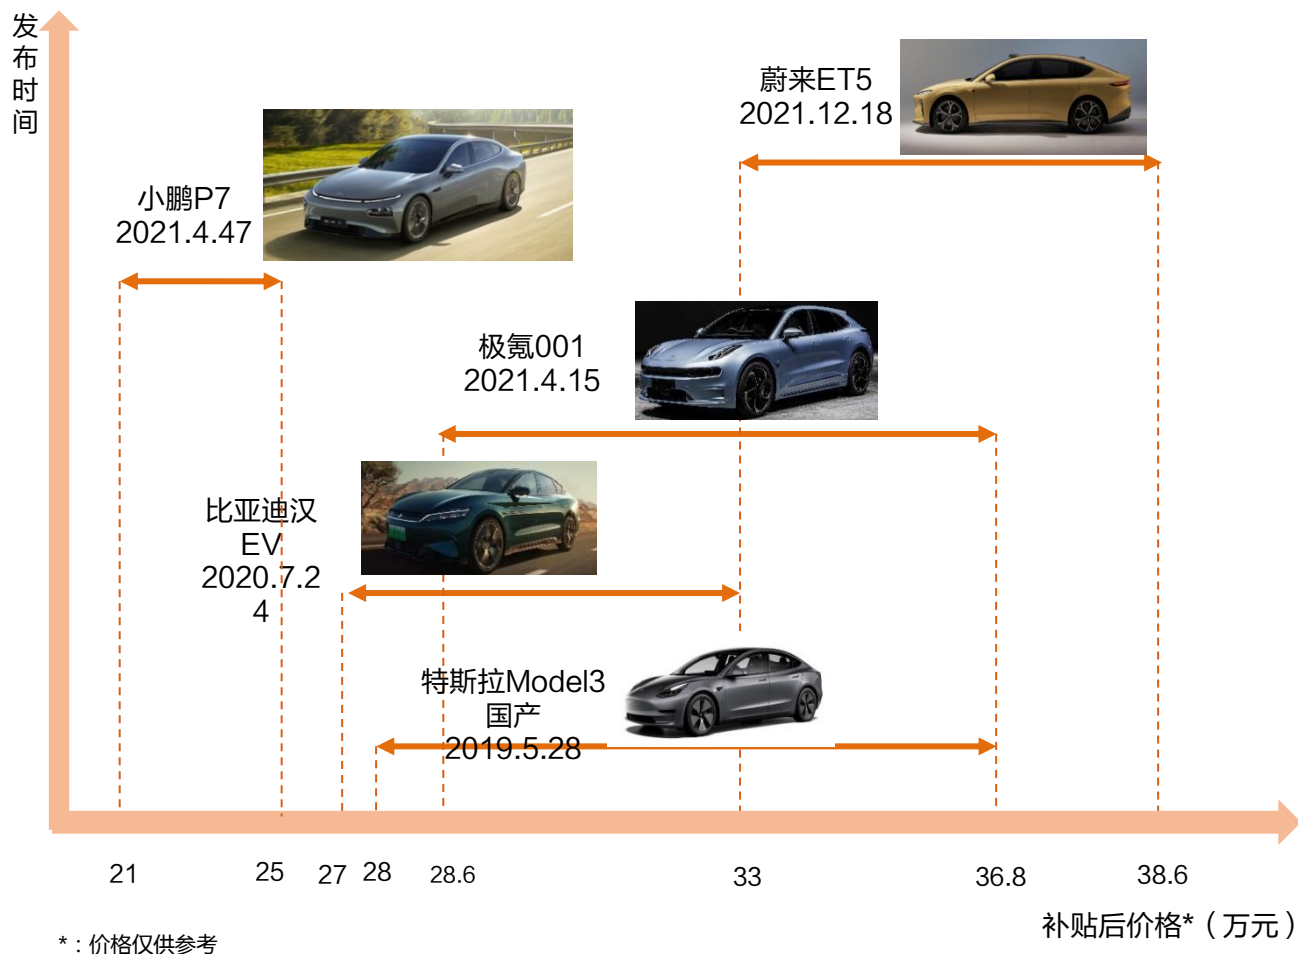 发
布
时
间
蔚来ET5
2021.12.18
小鹏P7
2021.4.47
极氪001
2021.4.15
比亚迪汉
EV
2020.7.2
4
特斯拉Model3
国产
2019.5.28
21
25
27
28
28.6
33
36.8
38.6
补贴后价格*（万元）
*：价格仅供参考